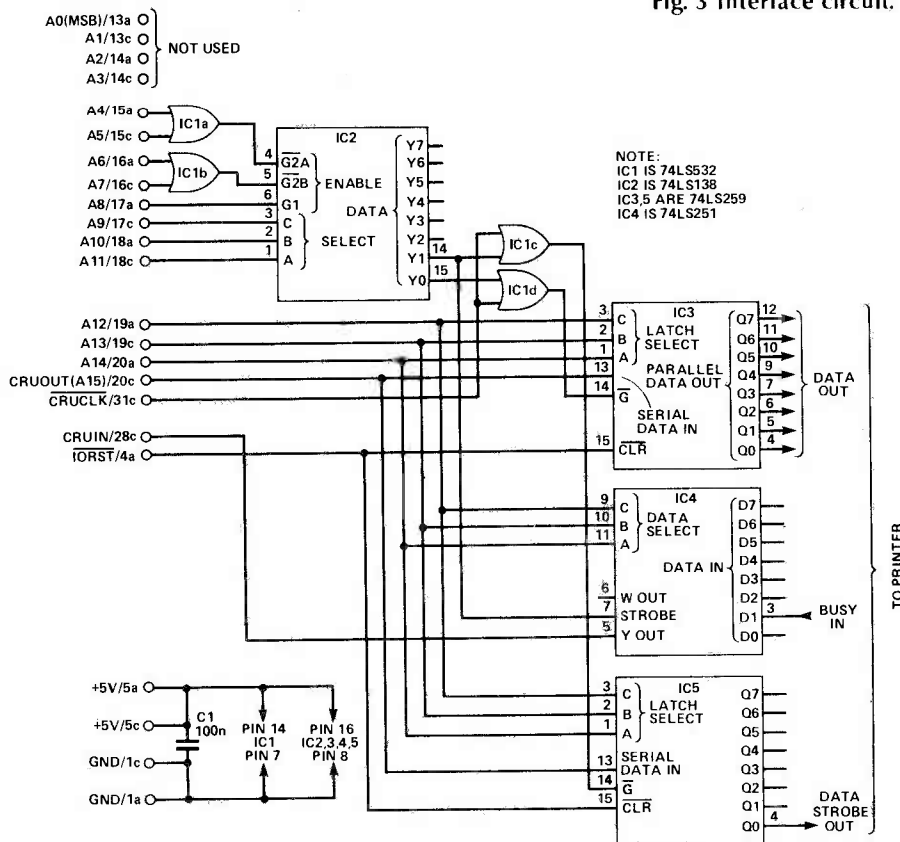 Fig. 3 Interface circuit.
A0(MSB)/13a
A1/13c
A2/14a
A3/14c
NOT USED
A4/15a
A5/15c
A6/16a
A7/16c
A8/17a
A9/17c
A10/18a
A11/18c
IC1a
IC1b
IC2
4 G2A
5 G2B
6 G1
3 C
2 B
1 A
ENABLE
SELECT
DATA
Y7
Y6
Y5
Y4
Y3
Y2
Y1 14
Y0 15
NOTE:
IC1 IS 74LS532
IC2 IS 74LS138
IC3,5 ARE 74LS259
IC4 IS 74LS251
IC1c
IC1d
A12/19a
A13/19c
A14/20a
CRUOUT(A15)/20c
CRUCLK/31c
CRUIN/28c
IORST/4a
IC3
3 C
2 B
1 A
LATCH
SELECT
13
14 G
SERIAL
DATA IN
15 CLR
PARALLEL
DATA OUT
Q7 12
Q6 11
Q5 10
Q4 9
Q3 7
Q2 6
Q1 5
Q0 4
DATA
OUT
IC4
9 C
10 B
11 A
DATA
SELECT
DATA IN
6 W OUT
7 STROBE
5 Y OUT
D7
D6
D5
D4
D3
D2
D1 3
D0
BUSY
IN
TO PRINTER
IC5
3 C
2 B
1 A
LATCH
SELECT
13 SERIAL
DATA IN
14 G
15 CLR
Q7
Q6
Q5
Q4
Q3
Q2
Q1
Q0 4
DATA
STROBE
OUT
+5V/5a
+5V/5c
GND/1c
GND/1a
C1
100n
PIN 14
IC1
PIN 7
PIN 16
IC2,3,4,5
PIN 8